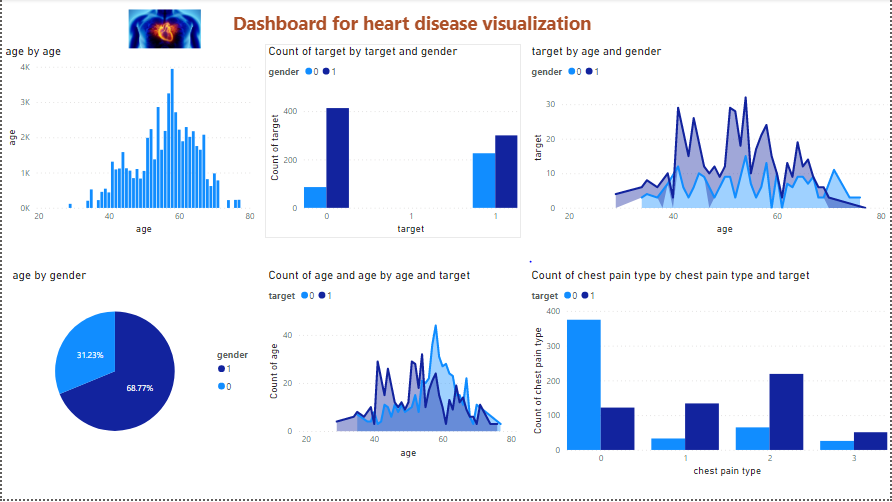 Dashboard for heart disease visualization
age by age
4K
3K
2K
1K
0K
age
20
40
60
80
age
Count of target by target and gender
gender 0 1
400
200
0
Count of target
0
1
1
target
target by age and gender
gender 0 1
30
20
10
0
target
20
40
60
80
age
age by gender
31.23%
68.77%
gender
1
0
Count of age and age by age and target
target 0 1
40
20
0
Count of age
20
40
60
80
age
Count of chest pain type by chest pain type and target
target 0 1
400
300
200
100
0
Count of chest pain type
0
1
2
3
chest pain type